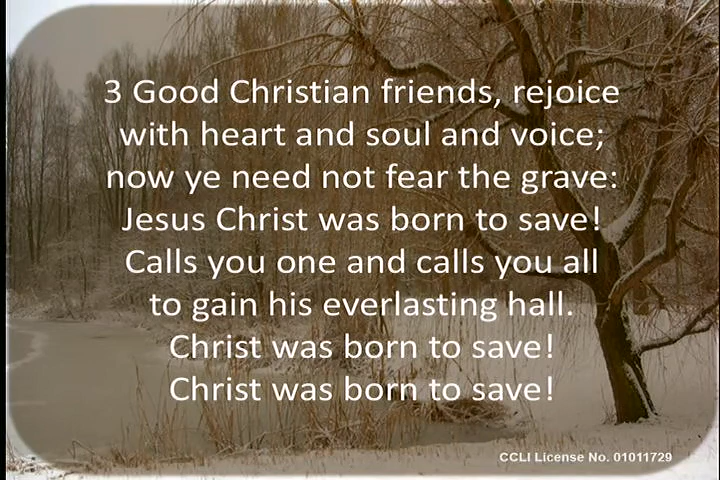 3 Good Christian friends, rejoice
with heart and soul and voice;
now ye need not fear the grave:
Jesus Christ was born to save!
Calls you one and calls you all
to gain his everlasting hall.
Christ was born to save!
Christ was born to save!
CCLI License No. 01011729